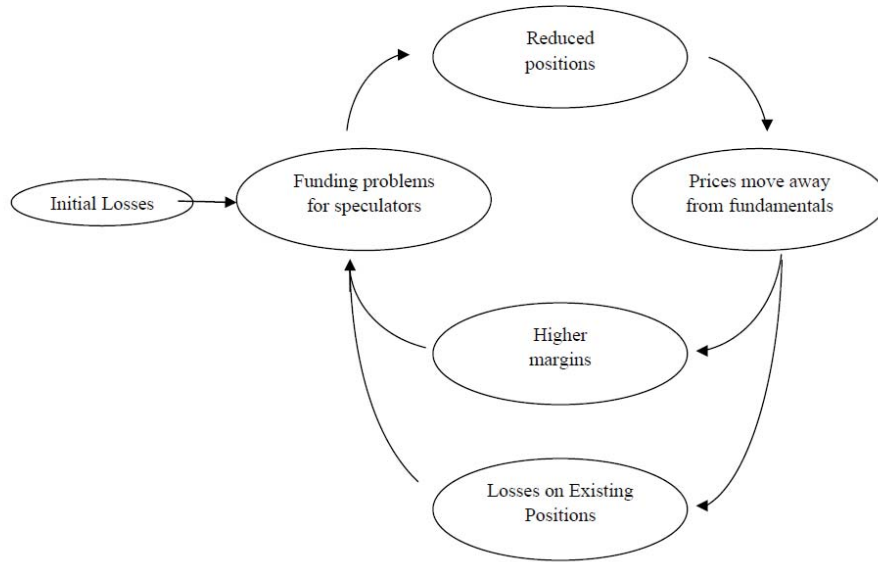 Reduced
positions
Initial Losses
Funding problems
for speculators
Prices move away
from fundamentals
Higher
margins
Losses on Existing
Positions